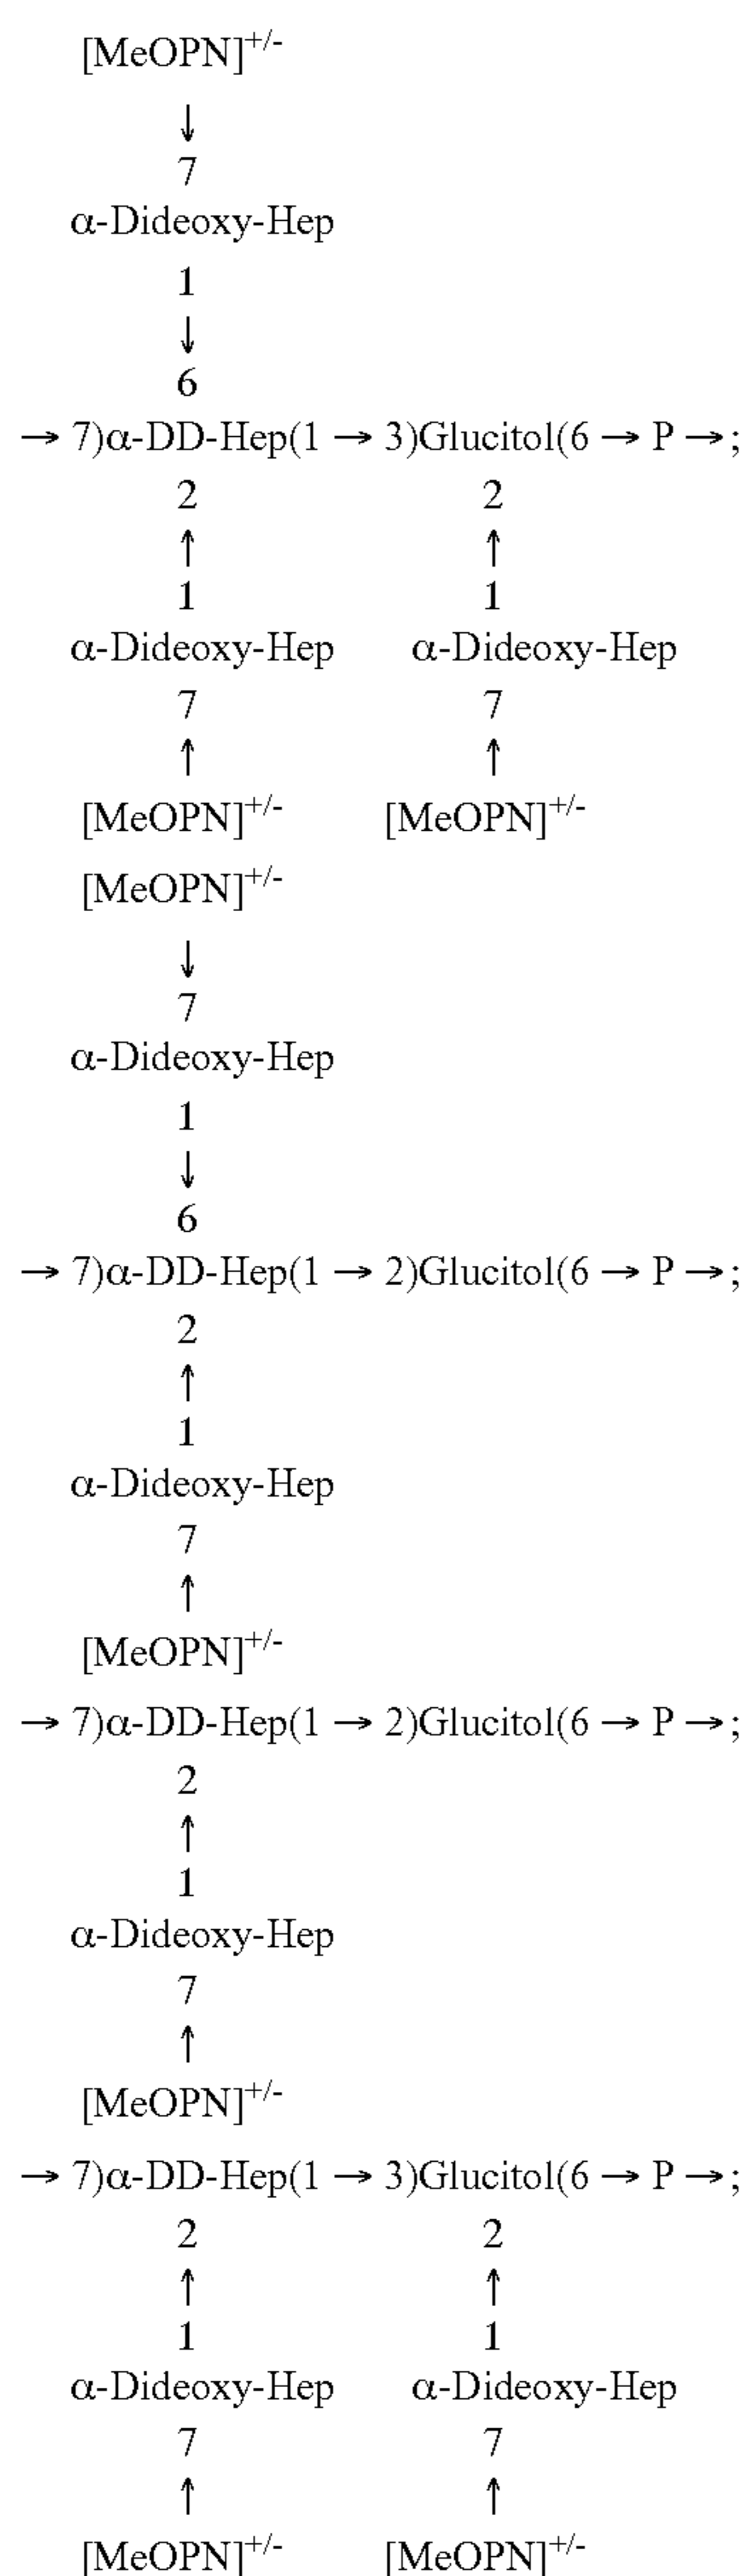 [MeOPN]+/-
↓
7
α-Dideoxy-Hep
1
↓
6
→ 7)α-DD-Hep(1 → 3)Glucitol(6 → P →;
2 2
↑ ↑
1 1
α-Dideoxy-Hep α-Dideoxy-Hep
7 7
↑ ↑
[MeOPN]+/- [MeOPN]+/-
[MeOPN]+/-
↓
7
α-Dideoxy-Hep
1
↓
6
→ 7)α-DD-Hep(1 → 2)Glucitol(6 → P →;
2
↑
1
α-Dideoxy-Hep
7
↑
[MeOPN]+/-
→ 7)α-DD-Hep(1 → 2)Glucitol(6 → P →;
2
↑
1
α-Dideoxy-Hep
7
↑
[MeOPN]+/-
→ 7)α-DD-Hep(1 → 3)Glucitol(6 → P →;
2 2
↑ ↑
1 1
α-Dideoxy-Hep α-Dideoxy-Hep
7 7
↑ ↑
[MeOPN]+/- [MeOPN]+/-